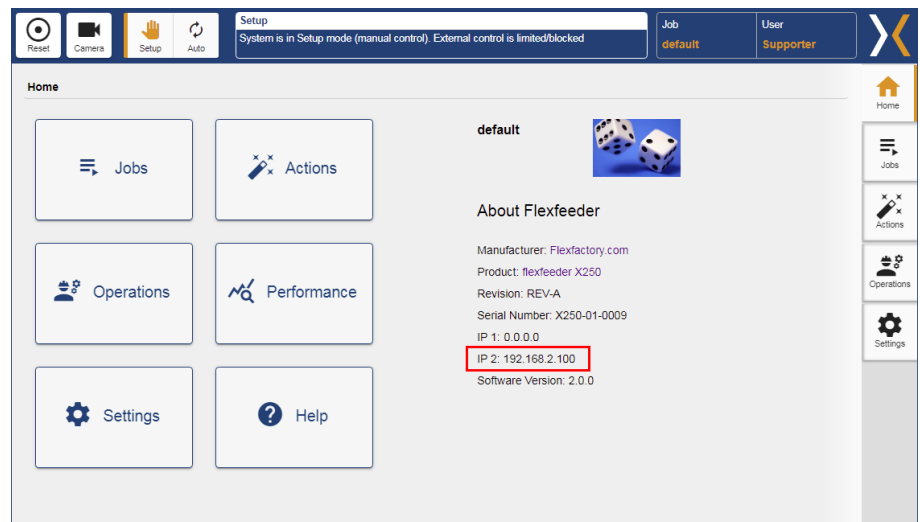 Reset
Camera
Setup
Auto
Setup
System is in Setup mode (manual control). External control is limited/blocked
Job
default
User
Supporter
Home
Jobs
Actions
Operations
Performance
Settings
Help
default
About Flexfeeder
Manufacturer: Flexfactory.com
Product: flexfeeder X250
Revision: REV-A
Serial Number: X250-01-0009
IP 1: 0.0.0.0
IP 2: 192.168.2.100
Software Version: 2.0.0
Home
Jobs
Actions
Operations
Settings